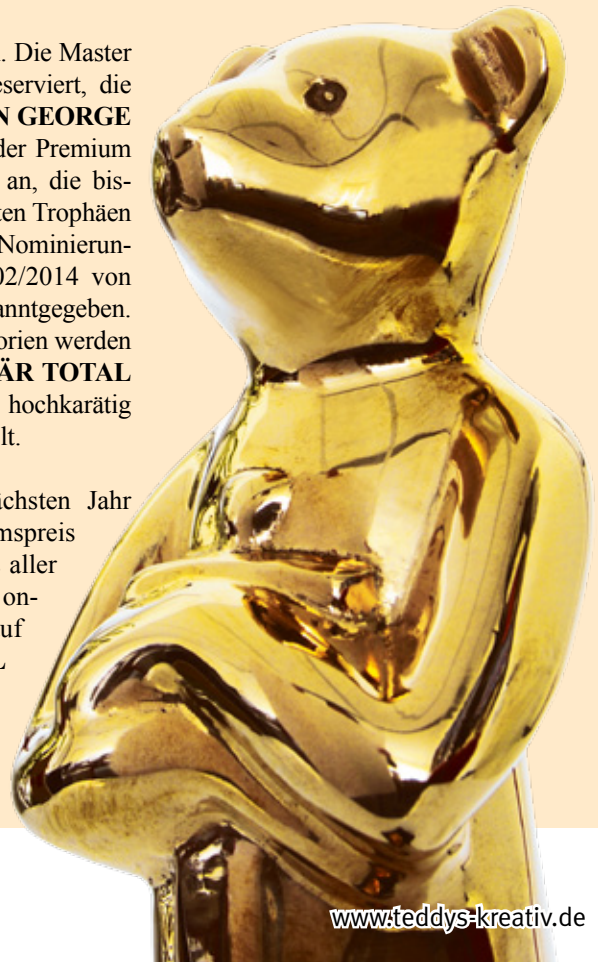 . Die Master
eserviert, die
N GEORGE
der Premium
an, die bis-
ten Trophäen
Nominierun-
02/2014 von
anntgegeben.
orien werden
ÄR TOTAL
hochkarätig
lt.
ächsten Jahr
mspreis
aller
on-
uf
www.teddys-kreativ.de